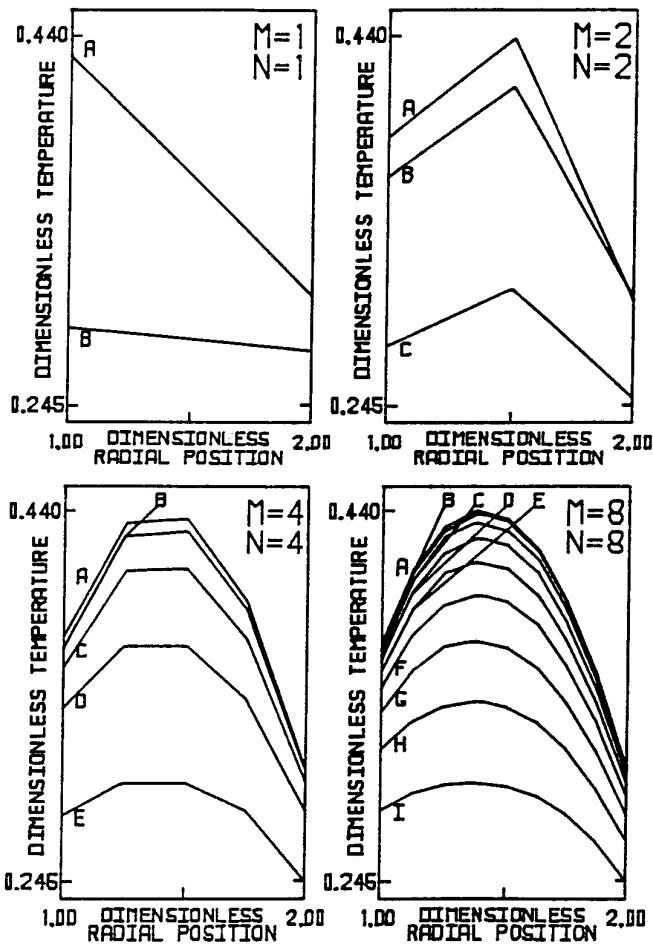 0.440
M=1
N=1
A
B
DIMENSIONLESS TEMPERATURE
0.245
1.00 DIMENSIONLESS 2.00
RADIAL POSITION
0.440
M=2
N=2
A
B
C
DIMENSIONLESS TEMPERATURE
0.245
1.00 DIMENSIONLESS 2.00
RADIAL POSITION
0.440
B
M=4
N=4
A
C
D
E
DIMENSIONLESS TEMPERATURE
0.245
1.00 DIMENSIONLESS 2.00
RADIAL POSITION
0.440
B C D E
M=8
N=8
A
F
G
H
I
DIMENSIONLESS TEMPERATURE
0.245
1.00 DIMENSIONLESS 2.00
RADIAL POSITION